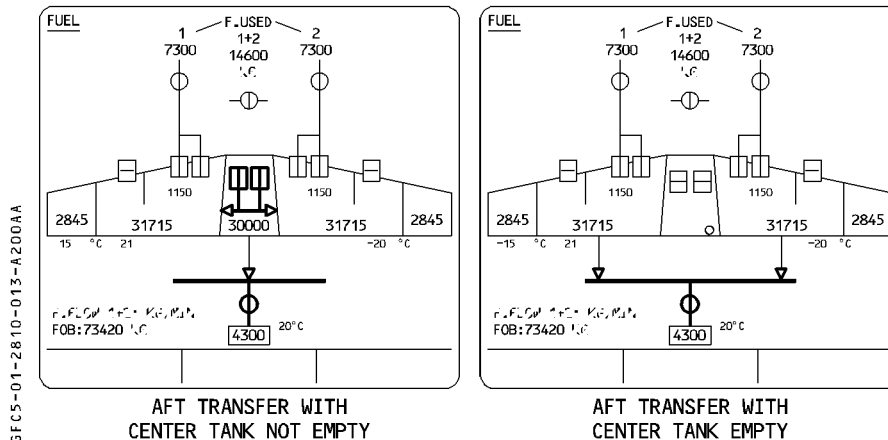 FUEL
F.USED
1 2
1+2
7300 7300
14600
1150 1150
2845 31715 30000 31715 2845
15 °C 21 -20 °C
FOB:73420
4300 20°C
AFT TRANSFER WITH
CENTER TANK NOT EMPTY
FUEL
F.USED
1 2
1+2
7300 7300
14600
1150 1150
2845 31715 31715 2845
-15 °C 21 -20 °C
FOB:73420
4300 20°C
AFT TRANSFER WITH
CENTER TANK EMPTY
GFC5-01-2810-013-A200AA